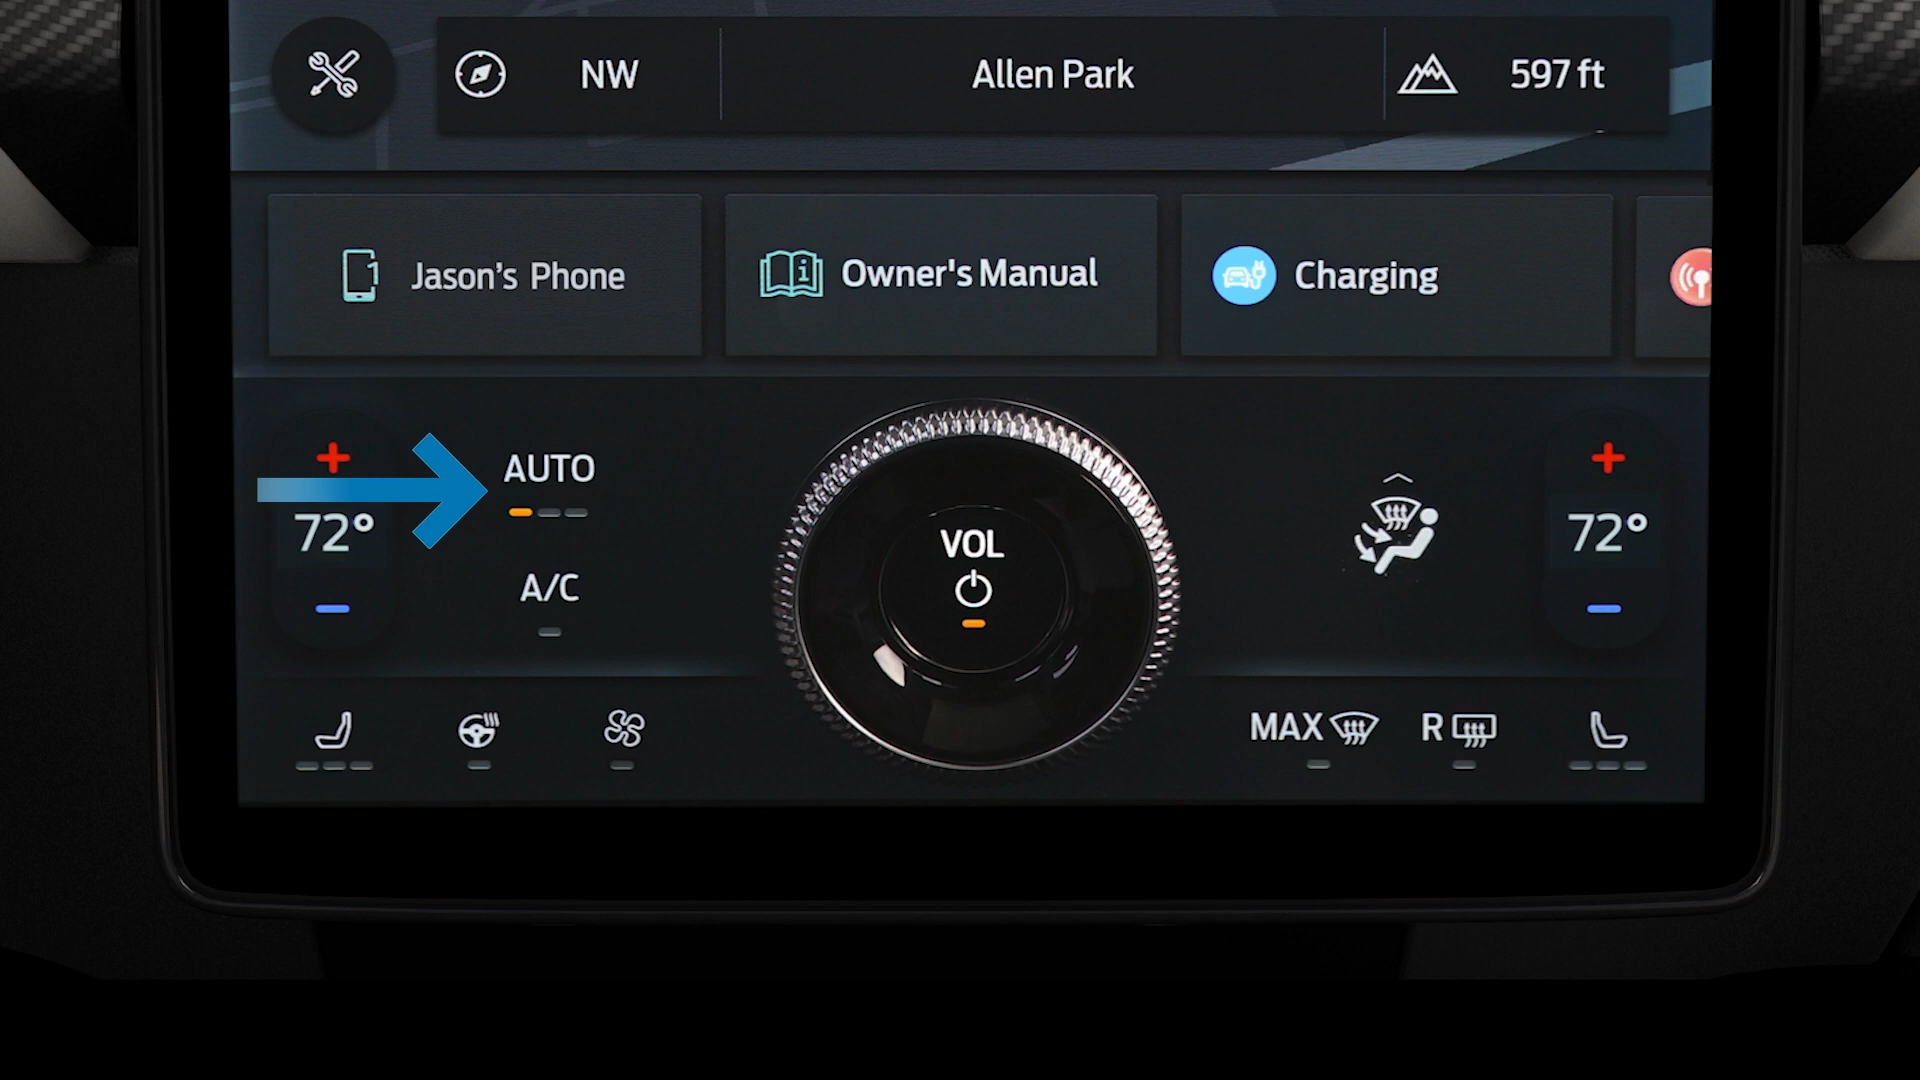 NW
Allen Park
597 ft
Jason's Phone
Owner's Manual
Charging
AUTO
72°
A/C
VOL
72°
MAX
R